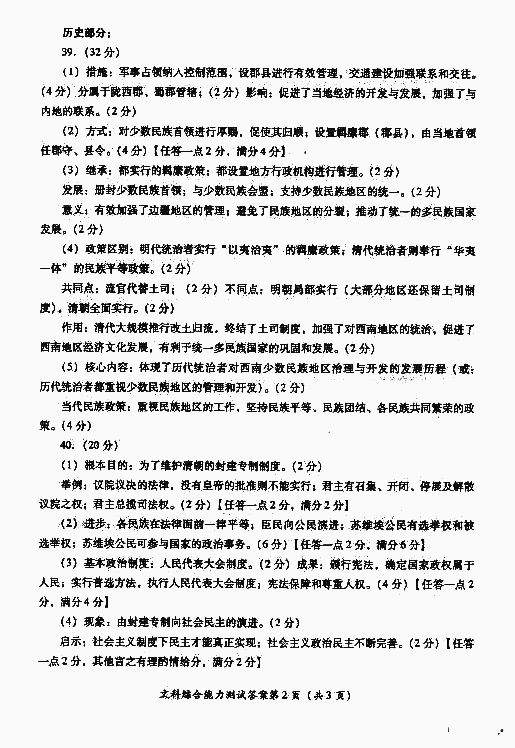 历史部分：
39．(32分)
(1) 措施：军事占领纳入控制范围，设郡县进行有效管理，交通建设加强联系和交往。
(4分) 分属于陇西郡、蜀郡管辖；(2分) 影响：促进了当地经济的开发与发展，加强了与
内地的联系。(2分)
(2) 方式：对少数民族首领进行厚赐，促使其归顺；设置羁縻郡（郡县），由当地首领
任郡守、县令。(4分)【任答一点2分，满分4分】
(3) 继承：都实行的羁縻政策；都设置地方行政机构进行管理。(2分)
发展：册封少数民族首领；与少数民族会盟；支持少数民族地区的统一。(2分)
意义：有效加强了边疆地区的管理；避免了民族地区的分裂；推动了统一的多民族国家
发展。(2分)
(4) 政策区别：明代统治者实行“以夷治夷”的羁縻政策；清代统治者则奉行“华夷
一体”的民族平等政策。(2分)
共同点：流官代替土司；(2分) 不同点：明朝局部实行（大部分地区还保留土司制
度），清朝全面实行。(2分)
作用：清代大规模推行改土归流，终结了土司制度，加强了对西南地区的统治，促进了
西南地区经济文化发展，有利于统一多民族国家的巩固和发展。(2分)
(5) 核心内容：体现了历代统治者对西南少数民族地区治理与开发的发展历程（或：
历代统治者都重视少数民族地区的管理和开发）。(2分)
当代民族政策：重视民族地区的工作，坚持民族平等、民族团结、各民族共同繁荣的政
策。(4分)
40．(20分)
(1) 根本目的：为了维护清朝的封建专制制度。(2分)
举例：议院议决的法律，没有皇帝的批准则不能实行；君主有召集、开闭、停展及解散
议院之权；君主总揽司法权。(2分)【任答一点2分，满分2分】
(2) 进步：各民族在法律面前一律平等；臣民向公民演进；苏维埃公民有选举权和被
选举权；苏维埃公民可参与国家的政治事务。(6分)【任答一点2分，满分6分】
(3) 基本政治制度：人民代表大会制度。(2分) 成果：颁行宪法，确定国家政权属于
人民；实行普选方法，执行人民代表大会制度；宪法保障和尊重人权。(4分)【任答一点2
分，满分4分】
(4) 现象：由封建专制向社会民主的演进。(2分)
启示：社会主义制度下民主才能真正实现；社会主义政治民主不断完善。(2分)【任答
一点2分，其他言之有理酌情给分，满分2分】
文科综合能力测试答案第2页（共3页）